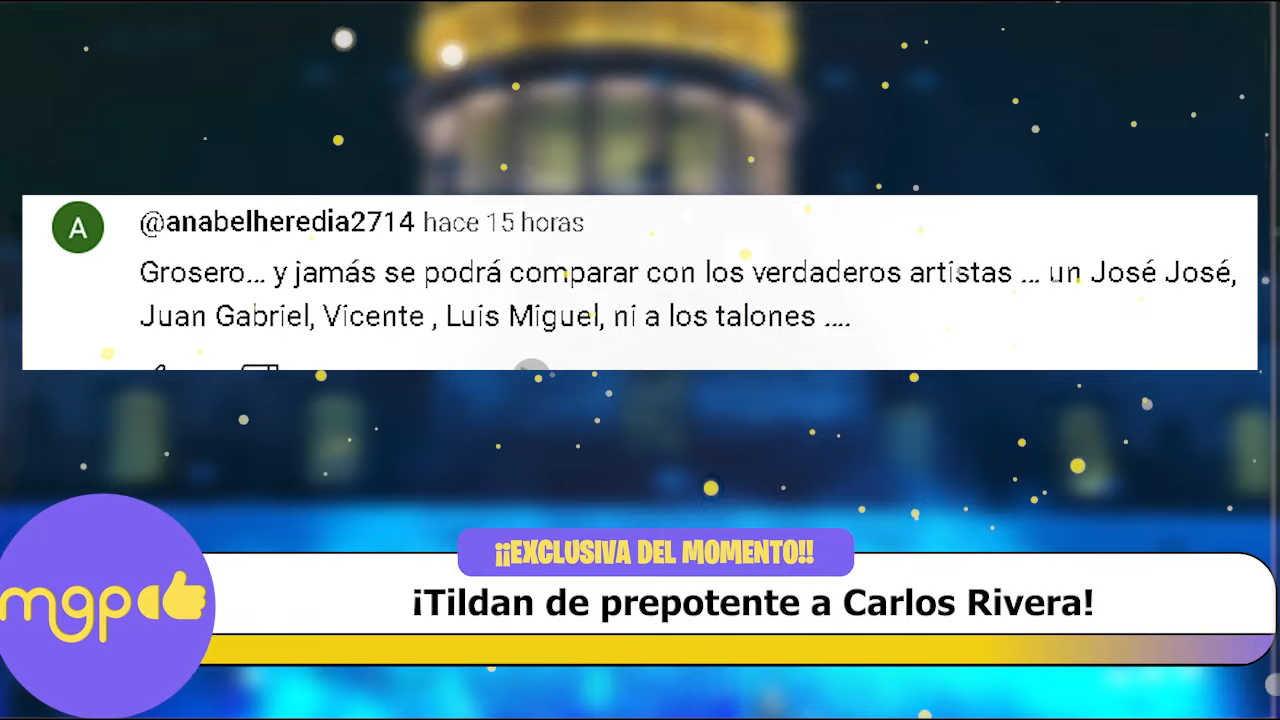 A
@anabelheredia2714 hace 15 horas
Grosero... y jamás se podrá comparar con los verdaderos artistas ... un José José,
Juan Gabriel, Vicente , Luis Miguel, ni a los talones ....
¡¡EXCLUSIVA DEL MOMENTO!!
mgp
¡Tildan de prepotente a Carlos Rivera!